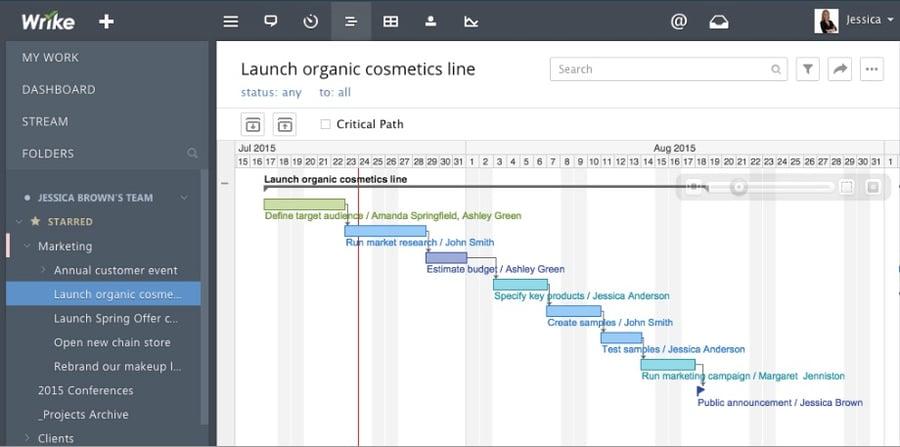 Wrike
Jessica
MY WORK
DASHBOARD
STREAM
FOLDERS
JESSICA BROWN'S TEAM
STARRED
Marketing
Annual customer event
Launch organic cosme...
Launch Spring Offer c...
Open new chain store
Rebrand our makeup l...
2015 Conferences
_Projects Archive
Clients
Launch organic cosmetics line
Search
status: any to: all
Critical Path
Jul 2015 Aug 2015
15 16 17 18 19 20 21 22 23 24 25 26 27 28 29 30 31 1 2 3 4 5 6 7 8 9 10 11 12 13 14 15 16 17 18 19 20 21 22 23 24 25 26 27 28 29 30 31 1
Launch organic cosmetics line
Define target audience / Amanda Springfield, Ashley Green
Run market research / John Smith
Estimate budget / Ashley Green
Specify key products / Jessica Anderson
Create samples / John Smith
Test samples / Jessica Anderson
Run marketing campaign / Margaret Jenniston
Public announcement / Jessica Brown